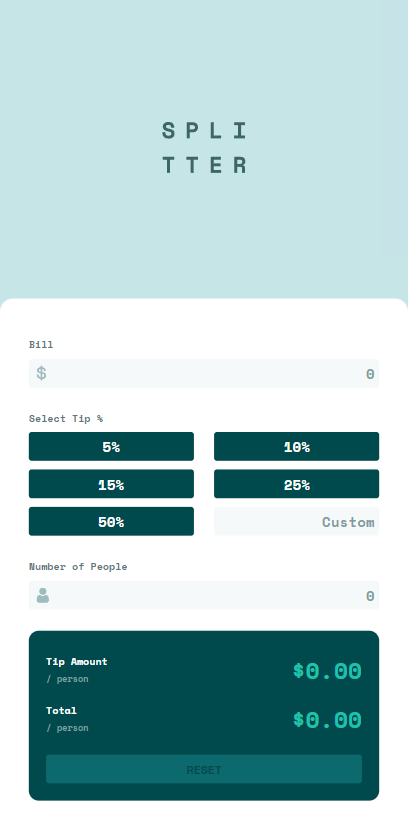 SPLI
TTER
Bill
$ 0
Select Tip %
5% 10%
15% 25%
50% Custom
Number of People
0
Tip Amount $0.00
/ person
Total $0.00
/ person
RESET